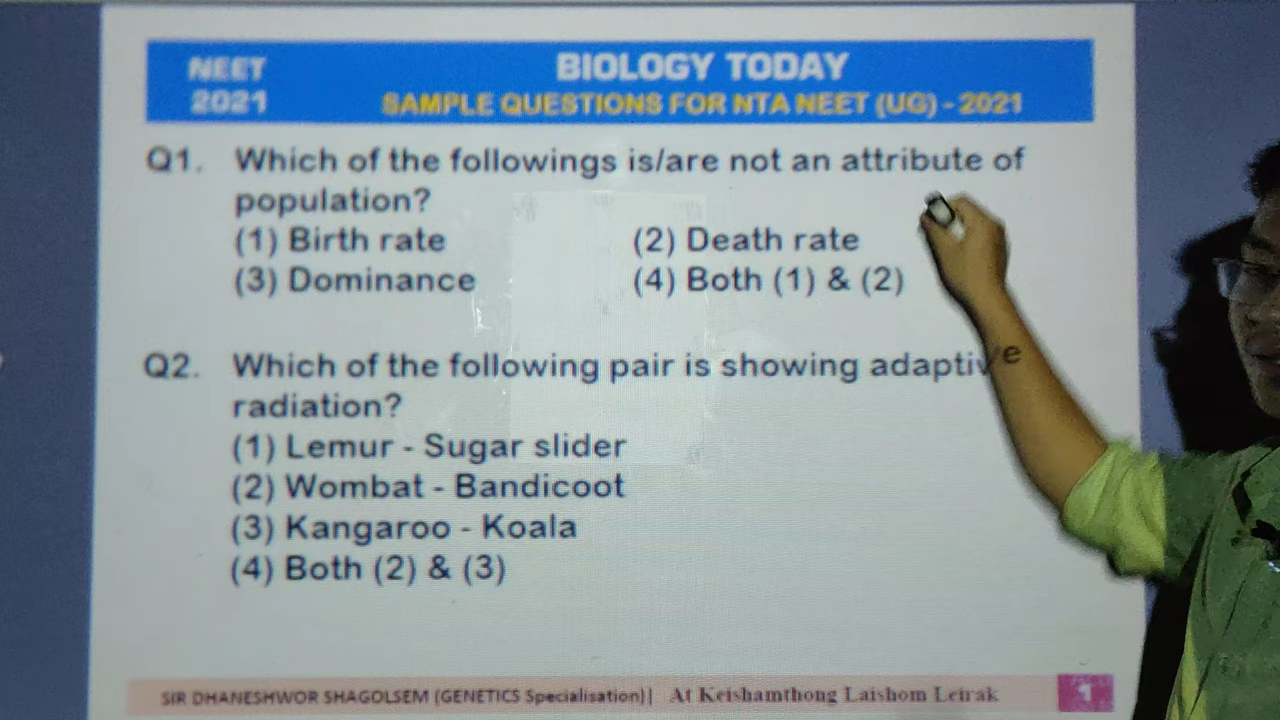 NEET
2021
BIOLOGY TODAY
SAMPLE QUESTIONS FOR NTA NEET (UG) - 2021
Q1. Which of the followings is/are not an attribute of
population?
(1) Birth rate (2) Death rate
(3) Dominance (4) Both (1) & (2)
Q2. Which of the following pair is showing adaptive
radiation?
(1) Lemur - Sugar slider
(2) Wombat - Bandicoot
(3) Kangaroo - Koala
(4) Both (2) & (3)
SIR DHANESHWOR SHAGOLSEM (GENETICS Specialisation)| At Keishamthong Laishom Leirak
1